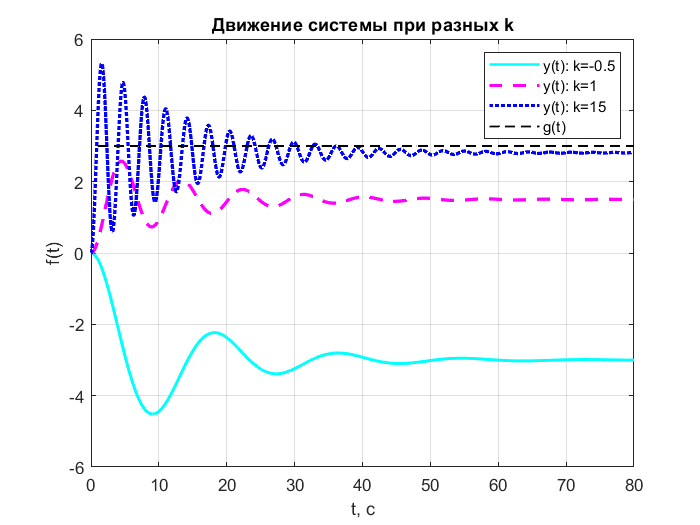 Движение системы при разных k
y(t): k=-0.5
y(t): k=1
y(t): k=15
g(t)
f(t)
6
4
2
0
-2
-4
-6
0 10 20 30 40 50 60 70 80
t, c